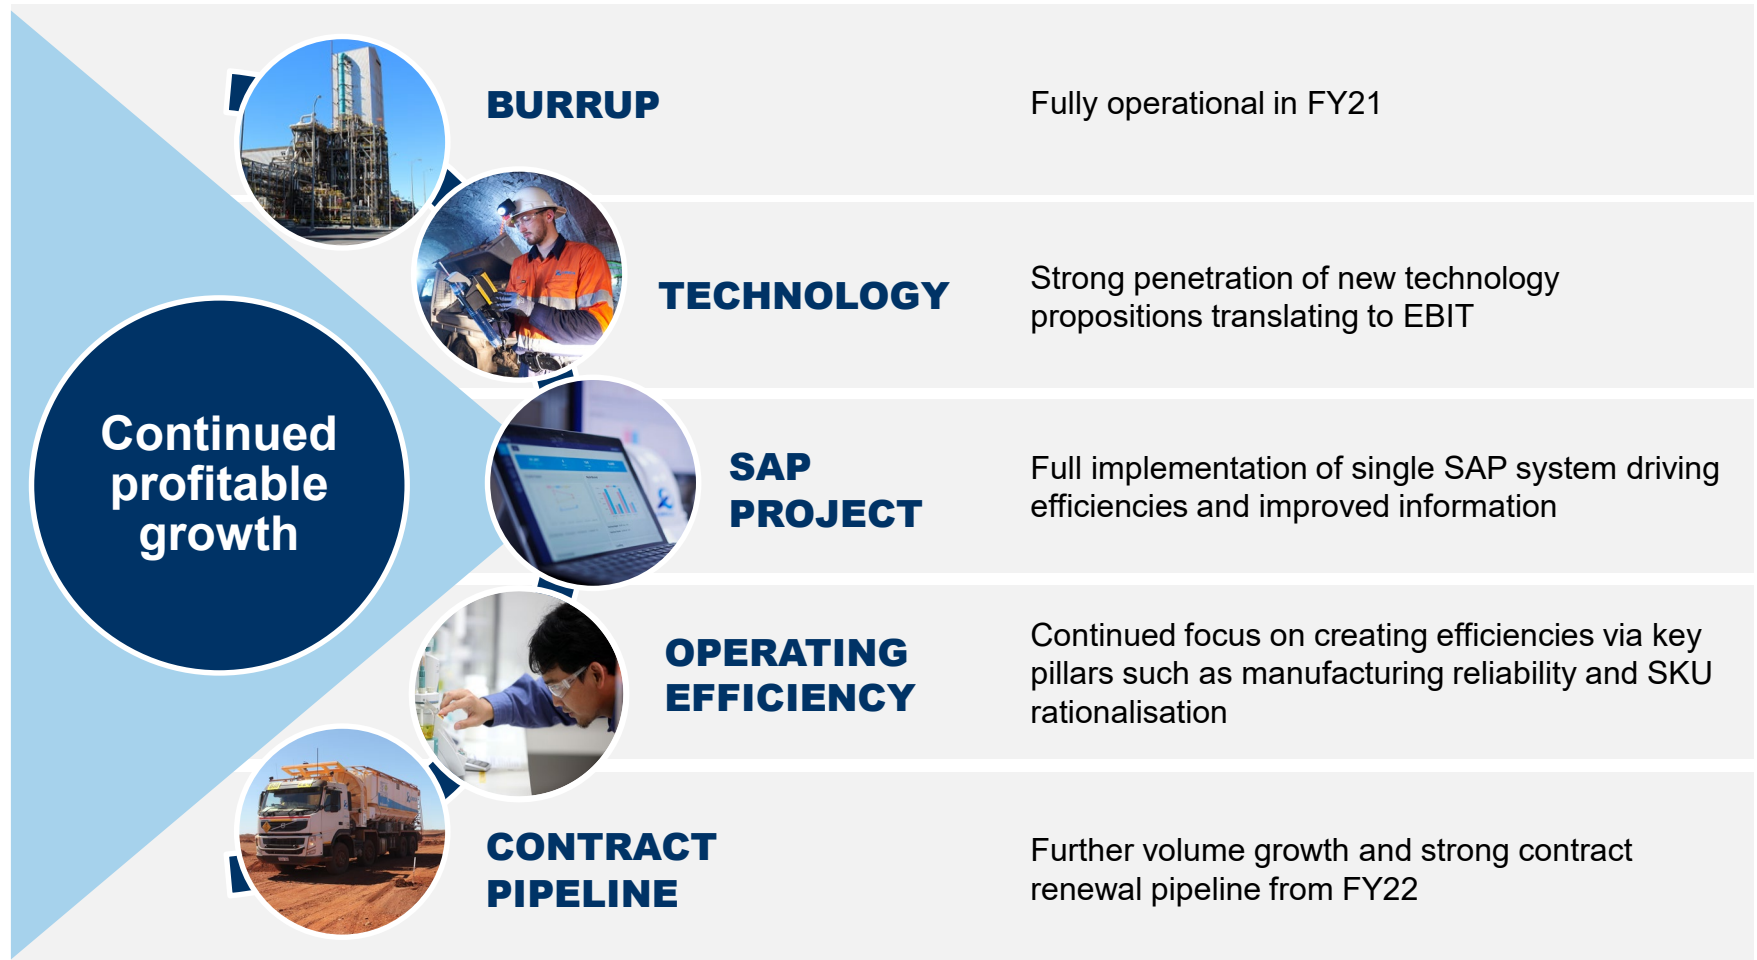 Continued
profitable
growth
BURRUP
Fully operational in FY21
TECHNOLOGY
Strong penetration of new technology
propositions translating to EBIT
SAP
PROJECT
Full implementation of single SAP system driving
efficiencies and improved information
OPERATING
EFFICIENCY
Continued focus on creating efficiencies via key
pillars such as manufacturing reliability and SKU
rationalisation
CONTRACT
PIPELINE
Further volume growth and strong contract
renewal pipeline from FY22